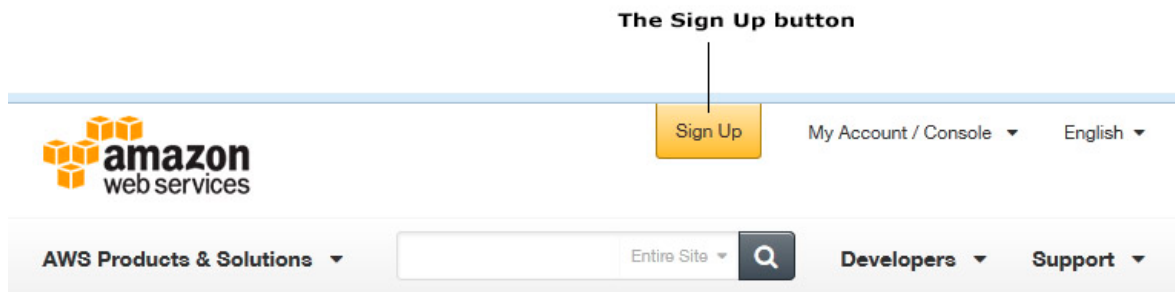 The Sign Up button
Sign Up
My Account / Console
English
amazon
web services
AWS Products & Solutions
Entire Site
Developers
Support